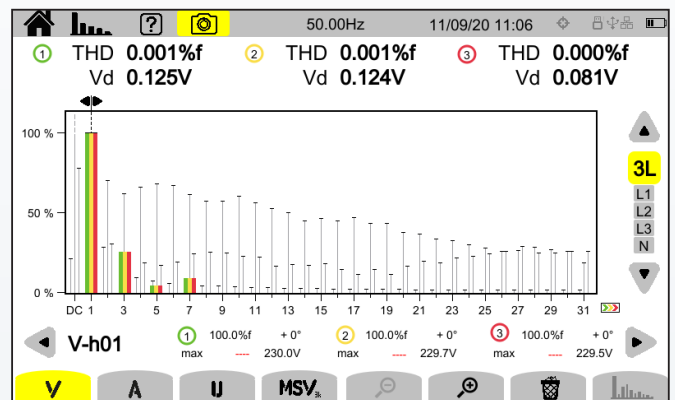 ? 50.00Hz 11/09/20 11:06
1 THD 0.001%f 2 THD 0.001%f 3 THD 0.000%f
Vd 0.125V Vd 0.124V Vd 0.081V
100 %
50 %
0 %
DC 1 3 5 7 9 11 13 15 17 19 21 23 25 27 29 31 >>>
3L
L1
L2
L3
N
V-h01 1 100.0%f + 0° 2 100.0%f + 0° 3 100.0%f + 0°
max ---- 230.0V max ---- 229.7V max ---- 229.5V
V A U MSV